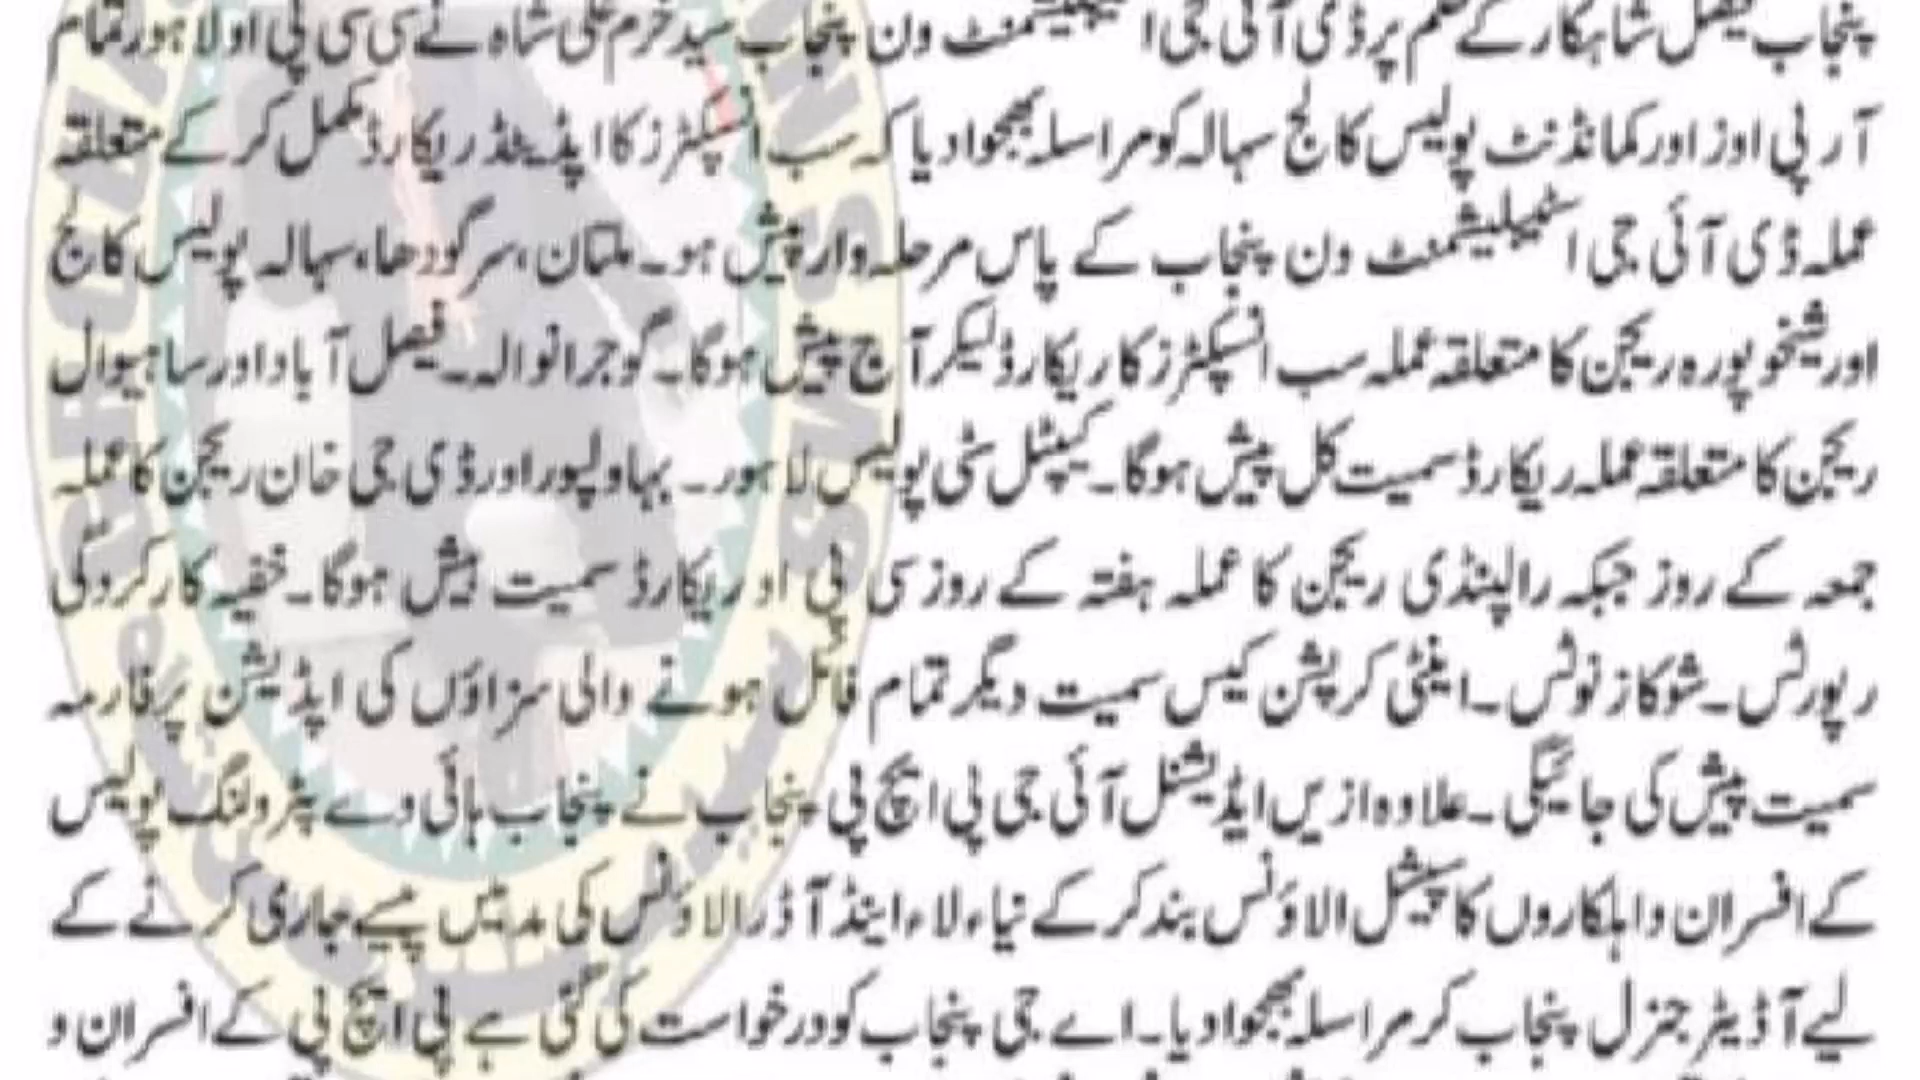 پنجاب فیصل شاہکار کے حکم پر ڈی آئی جی اسٹیبلیشمنٹ ون پنجاب سید خرم علی شاہ نے سی سی پی او لاہور تمام
آر پی اوز اور کمانڈنٹ پولیس کالج سہالہ کو مراسلہ بھجوا دیا کہ سب انسپکٹرز کا اپڈیٹڈ ریکارڈ مکمل کر کے متعلقہ
عملہ ڈی آئی جی اسٹیبلیشمنٹ ون پنجاب کے پاس مرحلہ وار پیش ہو۔ ملتان، سرگودھا، سہالہ پولیس کالج
اور شیخوپورہ ریجن کا متعلقہ عملہ سب انسپکٹرز کا ریکارڈ لیکر آج پیش ہوگا۔ گوجرانوالہ۔ فیصل آباد اور ساہیوال
ریجن کا متعلقہ عملہ ریکارڈ سمیت کل پیش ہوگا۔ کیپٹل سٹی پولیس لاہور۔ بہاولپور اور ڈی جی خان ریجن کا عملہ
جمعہ کے روز جبکہ راولپنڈی ریجن کا عملہ ہفتہ کے روز سی پی او ریکارڈ سمیت پیش ہوگا۔ خفیہ کارکردگی
رپورٹس۔ شوکاز نوٹس۔ اینٹی کرپشن کیس سمیت دیگر تمام فائل ہونے والی سزاؤں کی اپڈیشن پرفارمہ
سمیت پیش کی جائیگی۔ علاوہ ازیں ایڈیشنل آئی جی پی ایچ پی پنجاب نے پنجاب ہائی وے پٹرولنگ پولیس
کے افسران و اہلکاروں کا سپیشل الاؤنس بند کر کے نیاء لاء اینڈ آڈر الاؤنس کی مد میں پیسے جاری کرنے کے
لیے آڈیٹر جنرل پنجاب کر مراسلہ بھجوا دیا۔ اے جی پنجاب کو درخواست کی گئی ہے پی ایچ پی کے افسران و